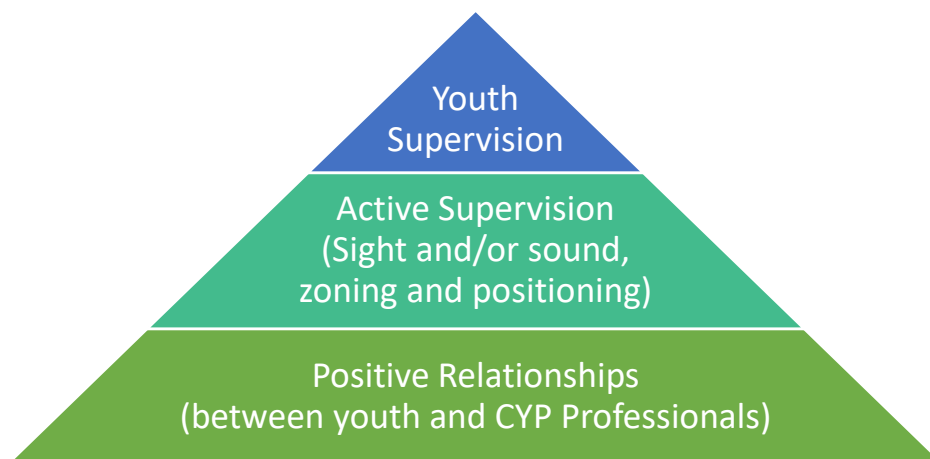 Youth
Supervision
Active Supervision
(Sight and/or sound,
zoning and positioning)
Positive Relationships
(between youth and CYP Professionals)